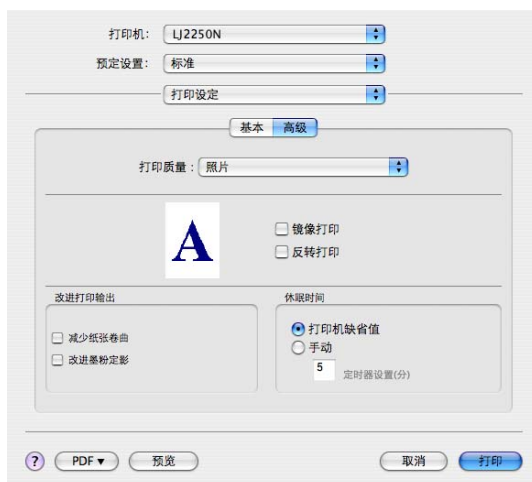 打印机: LJ2250N
预定设置: 标准
打印设定
基本 高级
打印质量: 照片
A
镜像打印
反转打印
改进打印输出
休眠时间
减少纸张卷曲
改进墨粉定影
打印机缺省值
手动
5 定时器设置(分)
? PDF▼ 预览 取消 打印